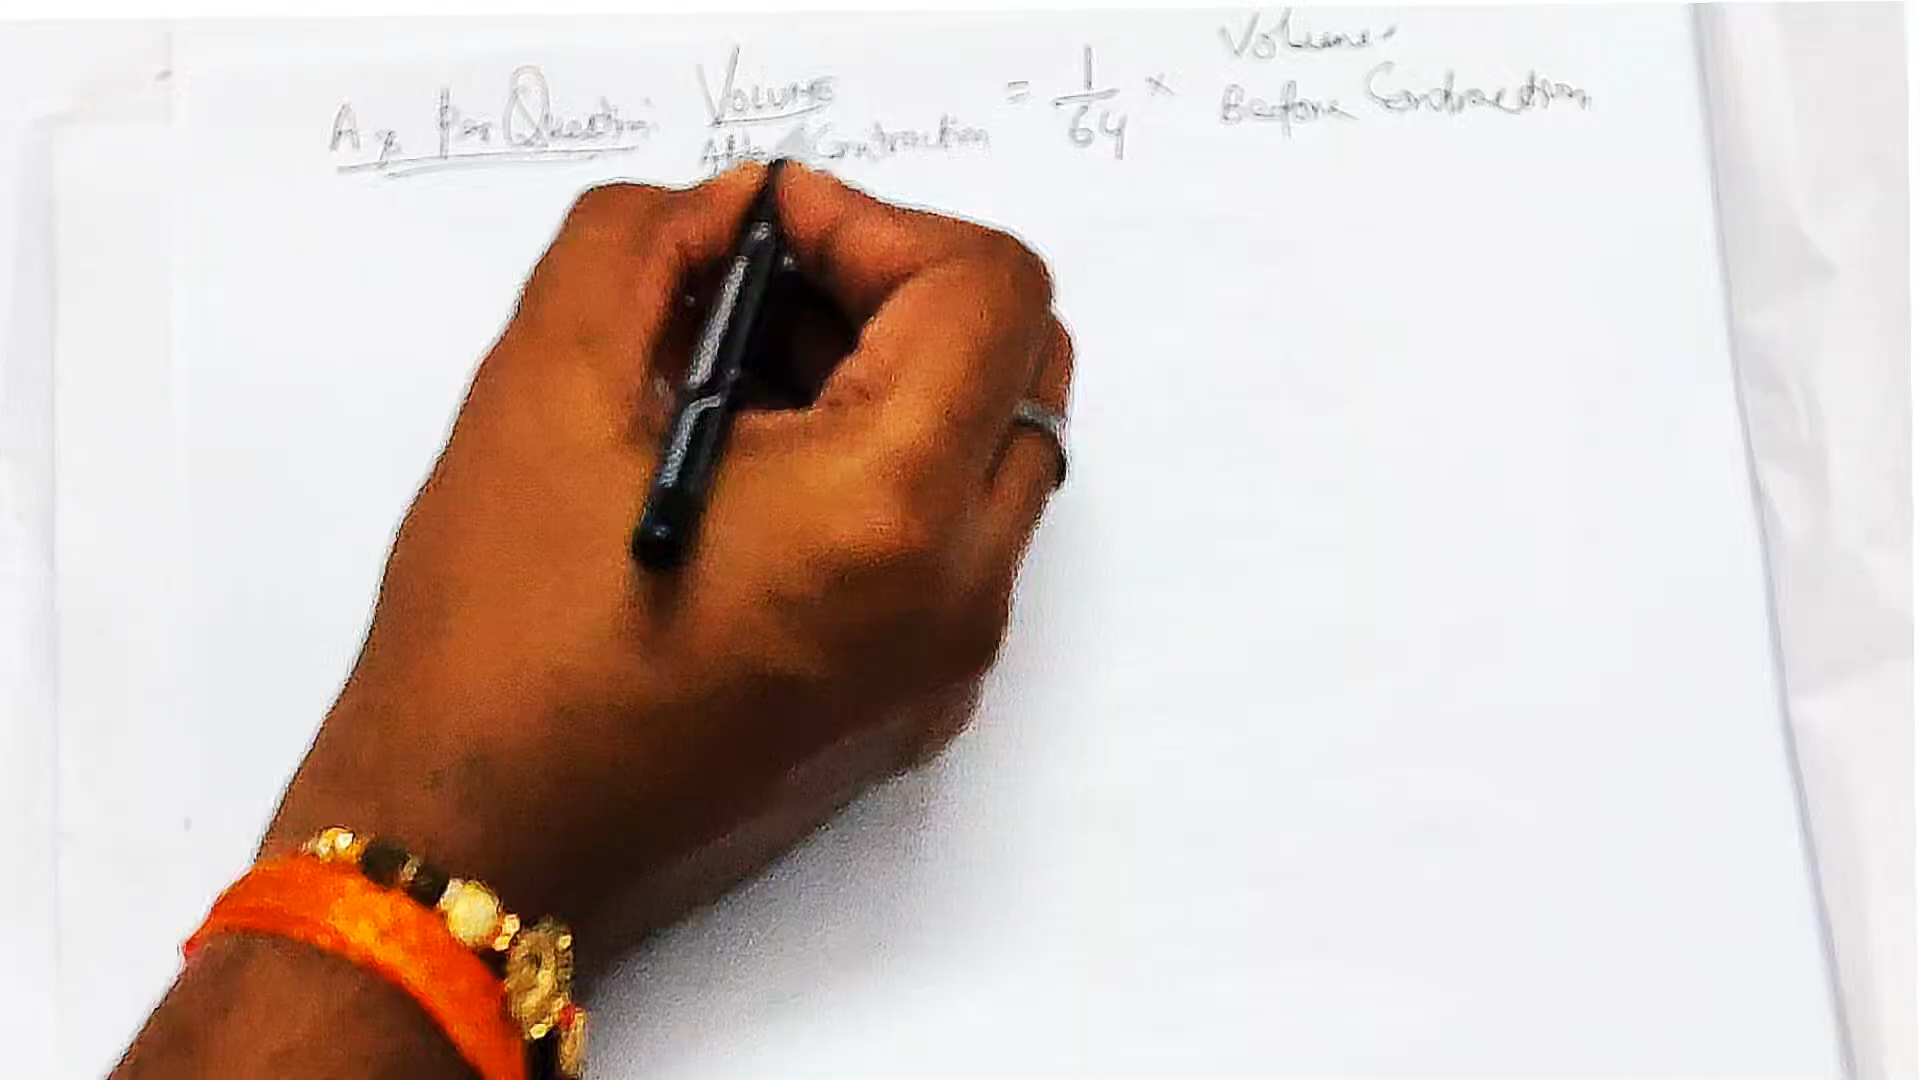 As per Question Volume After Contraction = 1/64 × Volume Before Contraction